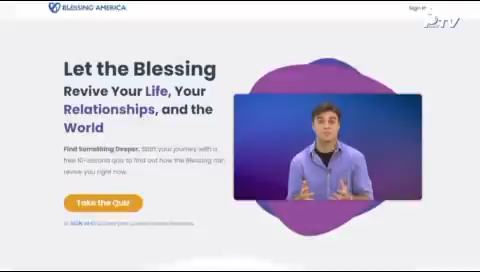 BLESSING AMERICA
Sign In
TV
Let the Blessing
Revive Your Life, Your
Relationships, and the
World
Find Something Deeper. Start your journey with a
free 10-second quiz to find out how the Blessing can
revive you right now.
Take the Quiz